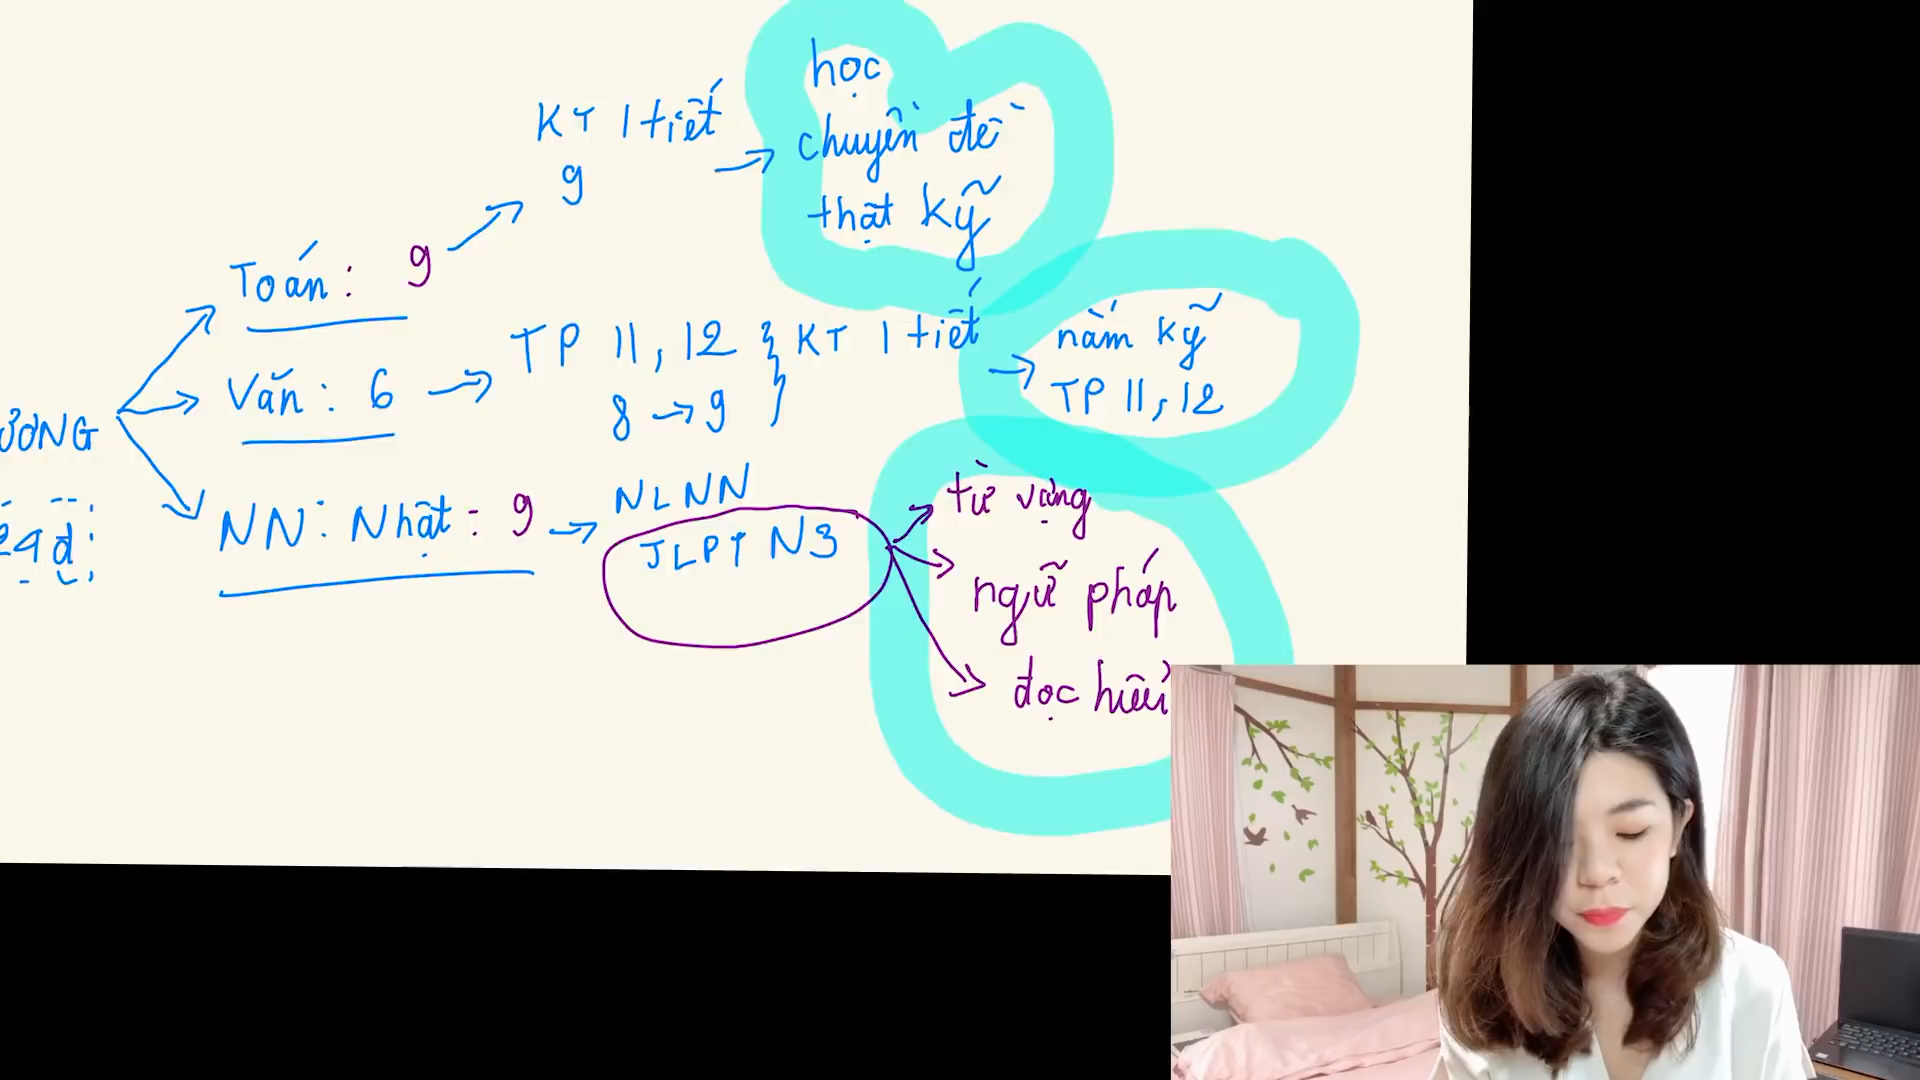 học
KT 1 tiết
chuyên đề
9
thật kỹ
Toán: 9
TP 11, 12 } KT 1 tiết
nắm kỹ
Văn: 6
8 → 9
TP 11, 12
ƯƠNG
NLNN
từ vựng
NN: Nhật: 9
JLPT N3
ngữ pháp
đọc hiểu